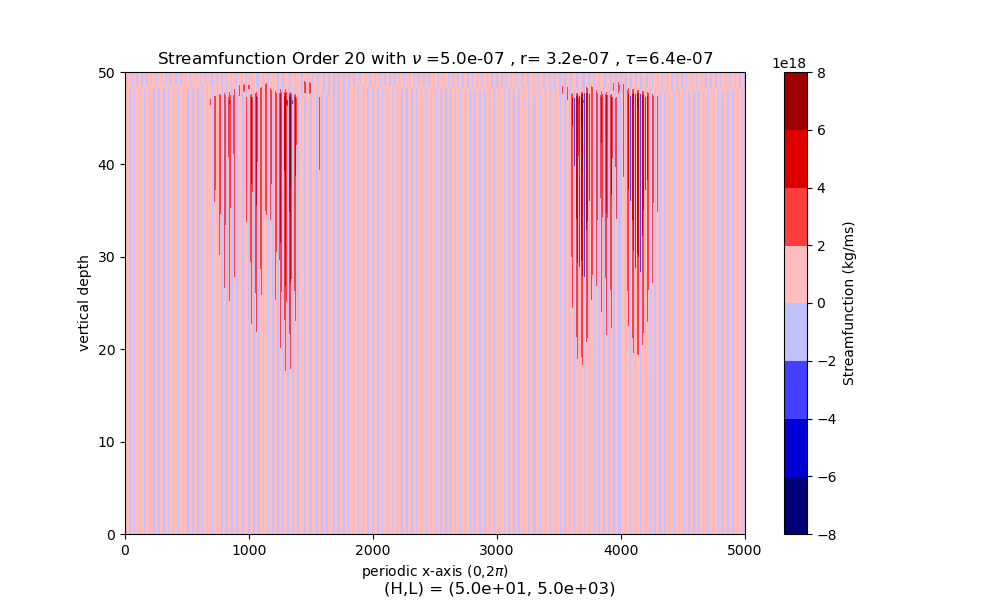 Streamfunction Order 20 with ν =5.0e-07 , r= 3.2e-07 , τ=6.4e-07
1e18
50
40
30
20
10
0
vertical depth
0 1000 2000 3000 4000 5000
periodic x-axis (0,2π)
(H,L) = (5.0e+01, 5.0e+03)
8
6
4
2
0
−2
−4
−6
−8
Streamfunction (kg/ms)